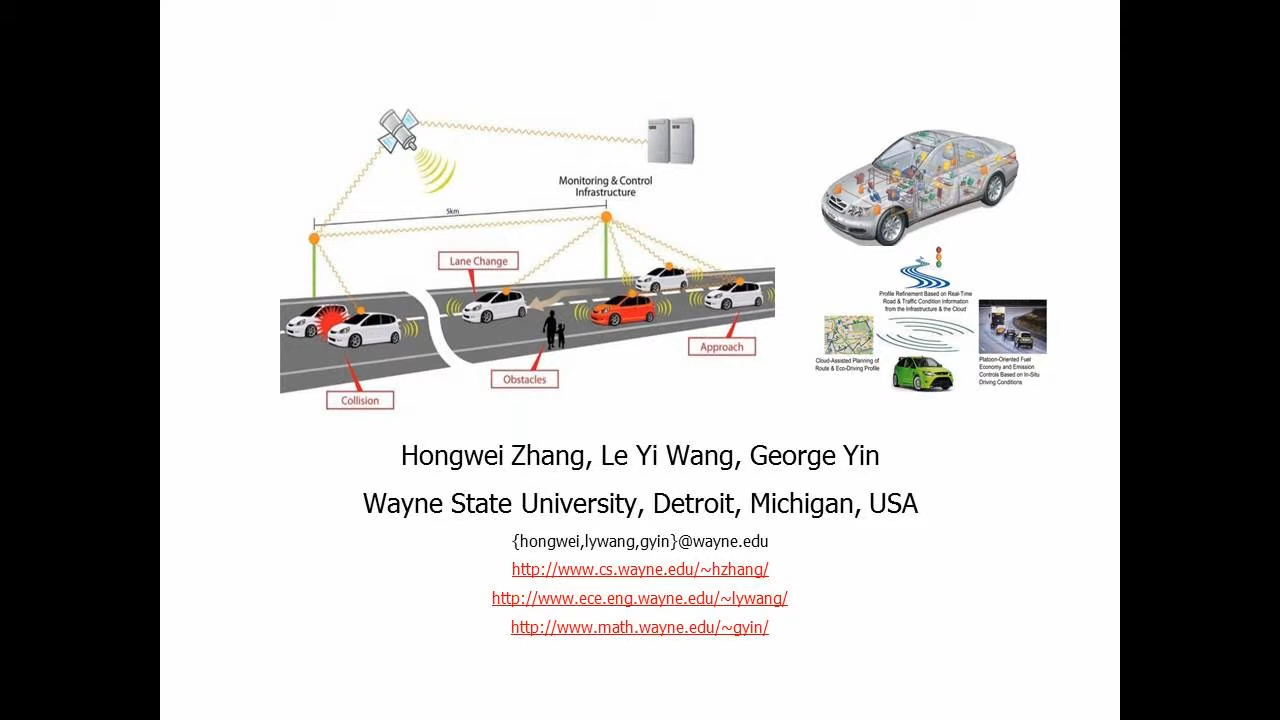 Monitoring & Control
Infrastructure
5km
Lane Change
Approach
Obstacles
Collision
Profile Refinement Based on Real-Time
Road & Traffic Condition Information
from the Infrastructure & the Cloud
Cloud-Assisted Planning of
Route & Eco-Driving Profile
Platoon-Oriented Fuel
Economy and Emission
Controls Based on In-Situ
Driving Conditions
Hongwei Zhang, Le Yi Wang, George Yin
Wayne State University, Detroit, Michigan, USA
{hongwei,lywang,gyin}@wayne.edu
http://www.cs.wayne.edu/~hzhang/
http://www.ece.eng.wayne.edu/~lywang/
http://www.math.wayne.edu/~gyin/